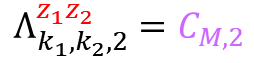 Λ^{z₁z₂}_{k₁,k₂,2} = C_{M,2}